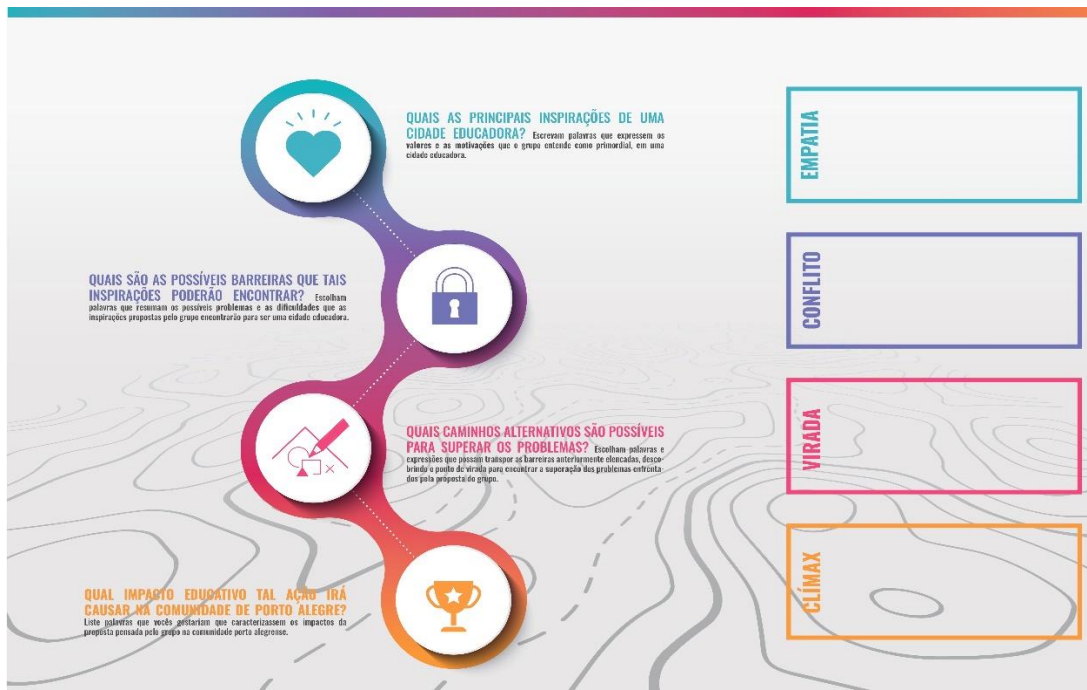 QUAIS AS PRINCIPAIS INSPIRAÇÕES DE UMA
CIDADE EDUCADORA? Escrevam palavras que expressem os
valores e as motivações que o grupo entende como primordial, em uma
cidade educadora.
EMPATIA
QUAIS SÃO AS POSSÍVEIS BARREIRAS QUE TAIS
INSPIRAÇÕES PODERÃO ENCONTRAR? Escolham
palavras que resumam os possíveis problemas e as dificuldades que as
inspirações propostas pelo grupo encontrarão para ser uma cidade educadora.
CONFLITO
QUAIS CAMINHOS ALTERNATIVOS SÃO POSSÍVEIS
PARA SUPERAR OS PROBLEMAS? Escolham palavras e
expressões que possam transpor as barreiras anteriormente elencadas, desco-
brindo o ponto de virada para encontrar a superação dos problemas enfrenta-
dos pela proposta do grupo.
VIRADA
QUAL IMPACTO EDUCATIVO TAL AÇÃO IRÁ
CAUSAR NA COMUNIDADE DE PORTO ALEGRE?
Liste palavras que vocês gostariam que caracterizassem os impactos da
proposta pensada pelo grupo na comunidade porto alegrense.
CLÍMAX